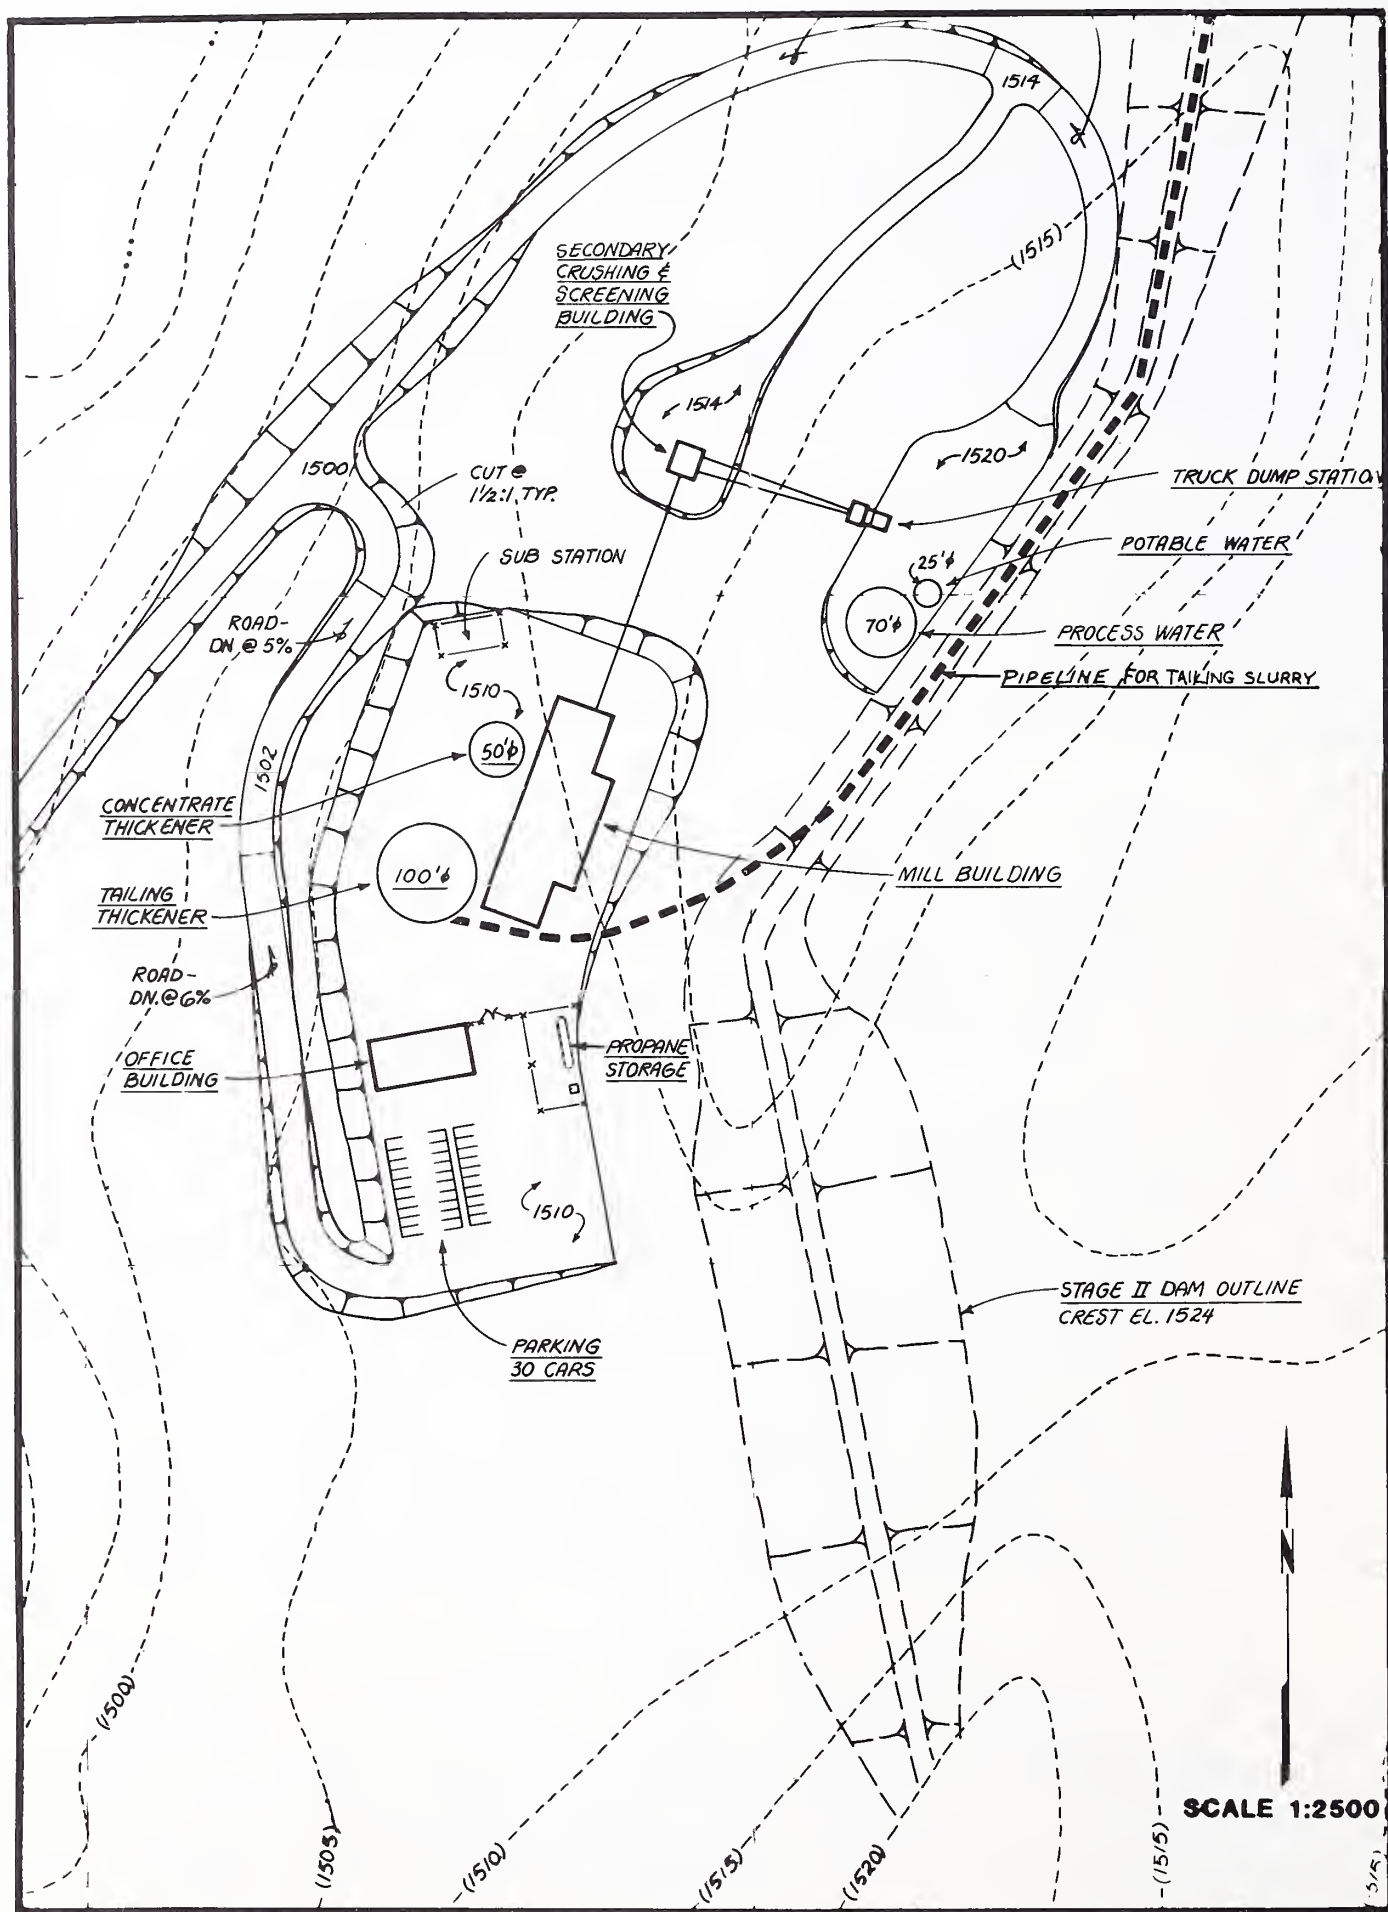 1514
(1515)
SECONDARY
CRUSHING &
SCREENING
BUILDING
1514
1520
1500
CUT @
1½:1, TYP.
TRUCK DUMP STATION
SUB STATION
POTABLE WATER
25'φ
ROAD-
DN @ 5%
70'φ
PROCESS WATER
PIPELINE FOR TAILING SLURRY
1510
1502
50'φ
CONCENTRATE
THICKENER
100'φ
MILL BUILDING
TAILING
THICKENER
ROAD-
DN.@6%
OFFICE
BUILDING
PROPANE
STORAGE
1510
STAGE II DAM OUTLINE
CREST EL. 1524
PARKING
30 CARS
N
(1500)
SCALE 1:2500
(1505)
(1510)
(1515)
(1520)
(1515)